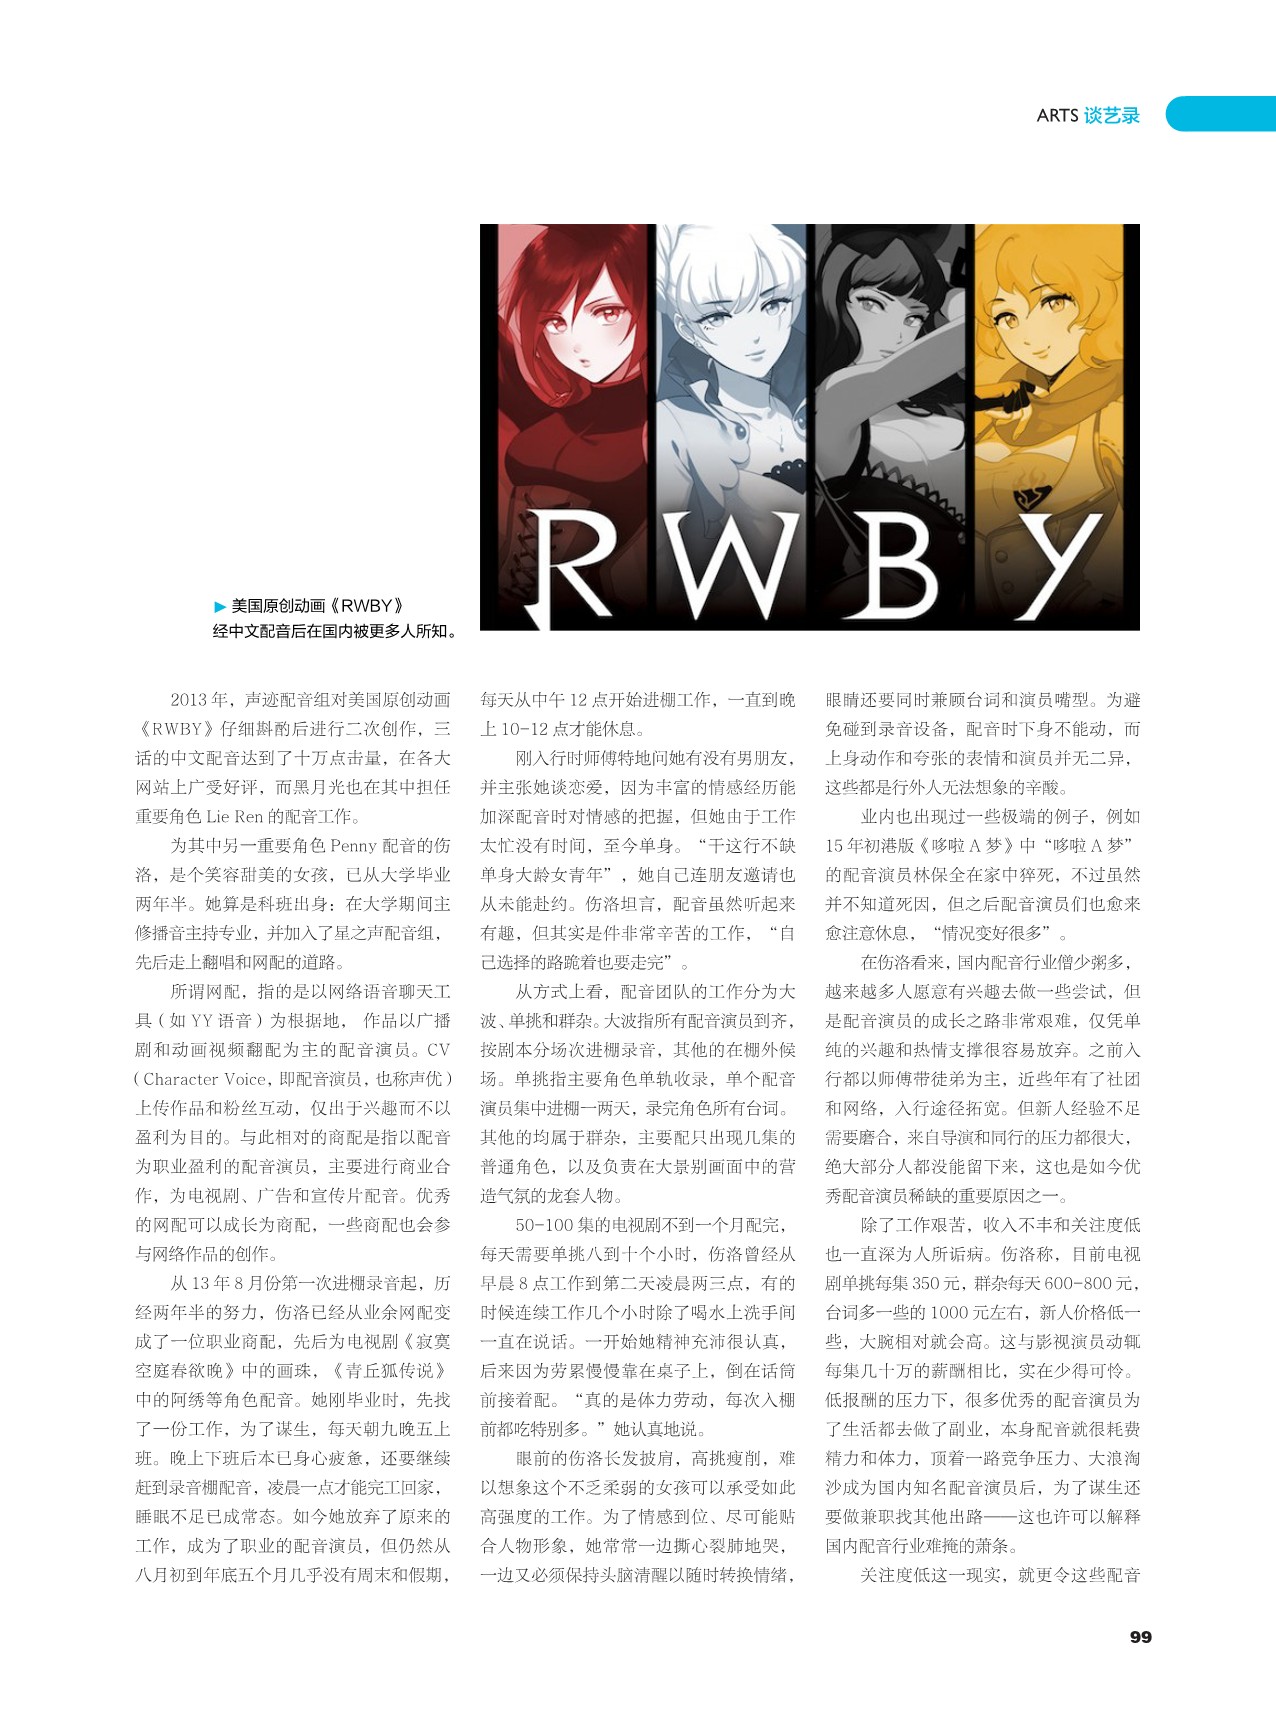 ARTS 谈艺录
RWBY
▶ 美国原创动画《RWBY》
经中文配音后在国内被更多人所知。
2013 年，声迹配音组对美国原创动画
《RWBY》仔细斟酌后进行二次创作，三
话的中文配音达到了十万点击量，在各大
网站上广受好评，而黑月光也在其中担任
重要角色 Lie Ren 的配音工作。
为其中另一重要角色 Penny 配音的伤
洛，是个笑容甜美的女孩，已从大学毕业
两年半。她算是科班出身：在大学期间主
修播音主持专业，并加入了星之声配音组，
先后走上翻唱和网配的道路。
所谓网配，指的是以网络语音聊天工
具（如 YY 语音）为根据地， 作品以广播
剧和动画视频翻配为主的配音演员。CV
（Character Voice，即配音演员，也称声优）
上传作品和粉丝互动，仅出于兴趣而不以
盈利为目的。与此相对的商配是指以配音
为职业盈利的配音演员，主要进行商业合
作，为电视剧、广告和宣传片配音。优秀
的网配可以成长为商配，一些商配也会参
与网络作品的创作。
从 13 年 8 月份第一次进棚录音起，历
经两年半的努力，伤洛已经从业余网配变
成了一位职业商配，先后为电视剧《寂寞
空庭春欲晚》中的画珠，《青丘狐传说》
中的阿绣等角色配音。她刚毕业时，先找
了一份工作，为了谋生，每天朝九晚五上
班。晚上下班后本已身心疲惫，还要继续
赶到录音棚配音，凌晨一点才能完工回家，
睡眠不足已成常态。如今她放弃了原来的
工作，成为了职业的配音演员，但仍然从
八月初到年底五个月几乎没有周末和假期，
每天从中午 12 点开始进棚工作，一直到晚
上 10-12 点才能休息。
刚入行时师傅特地问她有没有男朋友，
并主张她谈恋爱，因为丰富的情感经历能
加深配音时对情感的把握，但她由于工作
太忙没有时间，至今单身。“干这行不缺
单身大龄女青年”，她自己连朋友邀请也
从未能赴约。伤洛坦言，配音虽然听起来
有趣，但其实是件非常辛苦的工作，“自
己选择的路跪着也要走完”。
从方式上看，配音团队的工作分为大
波、单挑和群杂。大波指所有配音演员到齐，
按剧本分场次进棚录音，其他的在棚外候
场。单挑指主要角色单轨收录，单个配音
演员集中进棚一两天，录完角色所有台词。
其他的均属于群杂，主要配只出现几集的
普通角色，以及负责在大景别画面中的营
造气氛的龙套人物。
50-100 集的电视剧不到一个月配完，
每天需要单挑八到十个小时，伤洛曾经从
早晨 8 点工作到第二天凌晨两三点，有的
时候连续工作几个小时除了喝水上洗手间
一直在说话。一开始她精神充沛很认真，
后来因为劳累慢慢靠在桌子上，倒在话筒
前接着配。“真的是体力劳动，每次入棚
前都吃特别多。”她认真地说。
眼前的伤洛长发披肩，高挑瘦削，难
以想象这个不乏柔弱的女孩可以承受如此
高强度的工作。为了情感到位、尽可能贴
合人物形象，她常常一边撕心裂肺地哭，
一边又必须保持头脑清醒以随时转换情绪，
眼睛还要同时兼顾台词和演员嘴型。为避
免碰到录音设备，配音时下身不能动，而
上身动作和夸张的表情和演员并无二异，
这些都是行外人无法想象的辛酸。
业内也出现过一些极端的例子，例如
15 年初港版《哆啦 A 梦》中“哆啦 A 梦”
的配音演员林保全在家中猝死，不过虽然
并不知道死因，但之后配音演员们也愈来
愈注意休息，“情况变好很多”。
在伤洛看来，国内配音行业僧少粥多，
越来越多人愿意有兴趣去做一些尝试，但
是配音演员的成长之路非常艰难，仅凭单
纯的兴趣和热情支撑很容易放弃。之前入
行都以师傅带徒弟为主，近些年有了社团
和网络，入行途径拓宽。但新人经验不足
需要磨合，来自导演和同行的压力都很大，
绝大部分人都没能留下来，这也是如今优
秀配音演员稀缺的重要原因之一。
除了工作艰苦，收入不丰和关注度低
也一直深为人所诟病。伤洛称，目前电视
剧单挑每集 350 元，群杂每天 600-800 元，
台词多一些的 1000 元左右，新人价格低一
些，大腕相对就会高。这与影视演员动辄
每集几十万的薪酬相比，实在少得可怜。
低报酬的压力下，很多优秀的配音演员为
了生活都去做了副业，本身配音就很耗费
精力和体力，顶着一路竞争压力、大浪淘
沙成为国内知名配音演员后，为了谋生还
要做兼职找其他出路——这也许可以解释
国内配音行业难掩的萧条。
关注度低这一现实，就更令这些配音
99